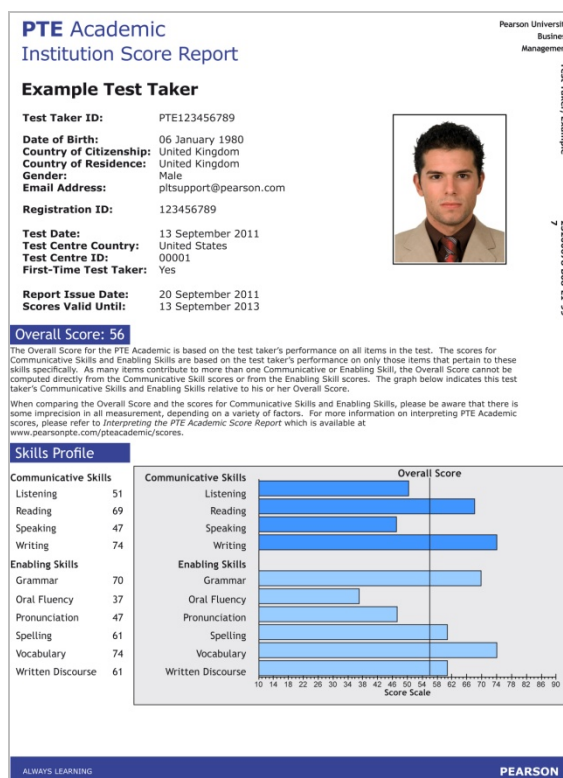 PTE Academic
Institution Score Report
Pearson Universit
Busines
Managemen
Example Test Taker
Test Taker ID: PTE123456789
Date of Birth: 06 January 1980
Country of Citizenship: United Kingdom
Country of Residence: United Kingdom
Gender: Male
Email Address: pltsupport@pearson.com
Registration ID: 123456789
Test Date: 13 September 2011
Test Centre Country: United States
Test Centre ID: 00001
First-Time Test Taker: Yes
Report Issue Date: 20 September 2011
Scores Valid Until: 13 September 2013
Overall Score: 56
The Overall Score for the PTE Academic is based on the test taker's performance on all items in the test. The scores for
Communicative Skills and Enabling Skills are based on the test taker's performance on only those items that pertain to these
skills specifically. As many items contribute to more than one Communicative or Enabling Skill, the Overall Score cannot be
computed directly from the Communicative Skill scores or from the Enabling Skill scores. The graph below indicates this test
taker's Communicative Skills and Enabling Skills relative to his or her Overall Score.
When comparing the Overall Score and the scores for Communicative Skills and Enabling Skills, please be aware that there is
some imprecision in all measurement, depending on a variety of factors. For more information on interpreting PTE Academic
scores, please refer to Interpreting the PTE Academic Score Report which is available at
www.pearsonpte.com/pteacademic/scores.
Skills Profile
Communicative Skills
Listening 51
Reading 69
Speaking 47
Writing 74
Enabling Skills
Grammar 70
Oral Fluency 37
Pronunciation 47
Spelling 61
Vocabulary 74
Written Discourse 61
Overall Score
Communicative Skills
Listening
Reading
Speaking
Writing
Enabling Skills
Grammar
Oral Fluency
Pronunciation
Spelling
Vocabulary
Written Discourse
10 14 18 22 26 30 34 38 42 46 50 54 58 62 66 70 74 78 82 86 90
Score Scale
ALWAYS LEARNING
PEARSON